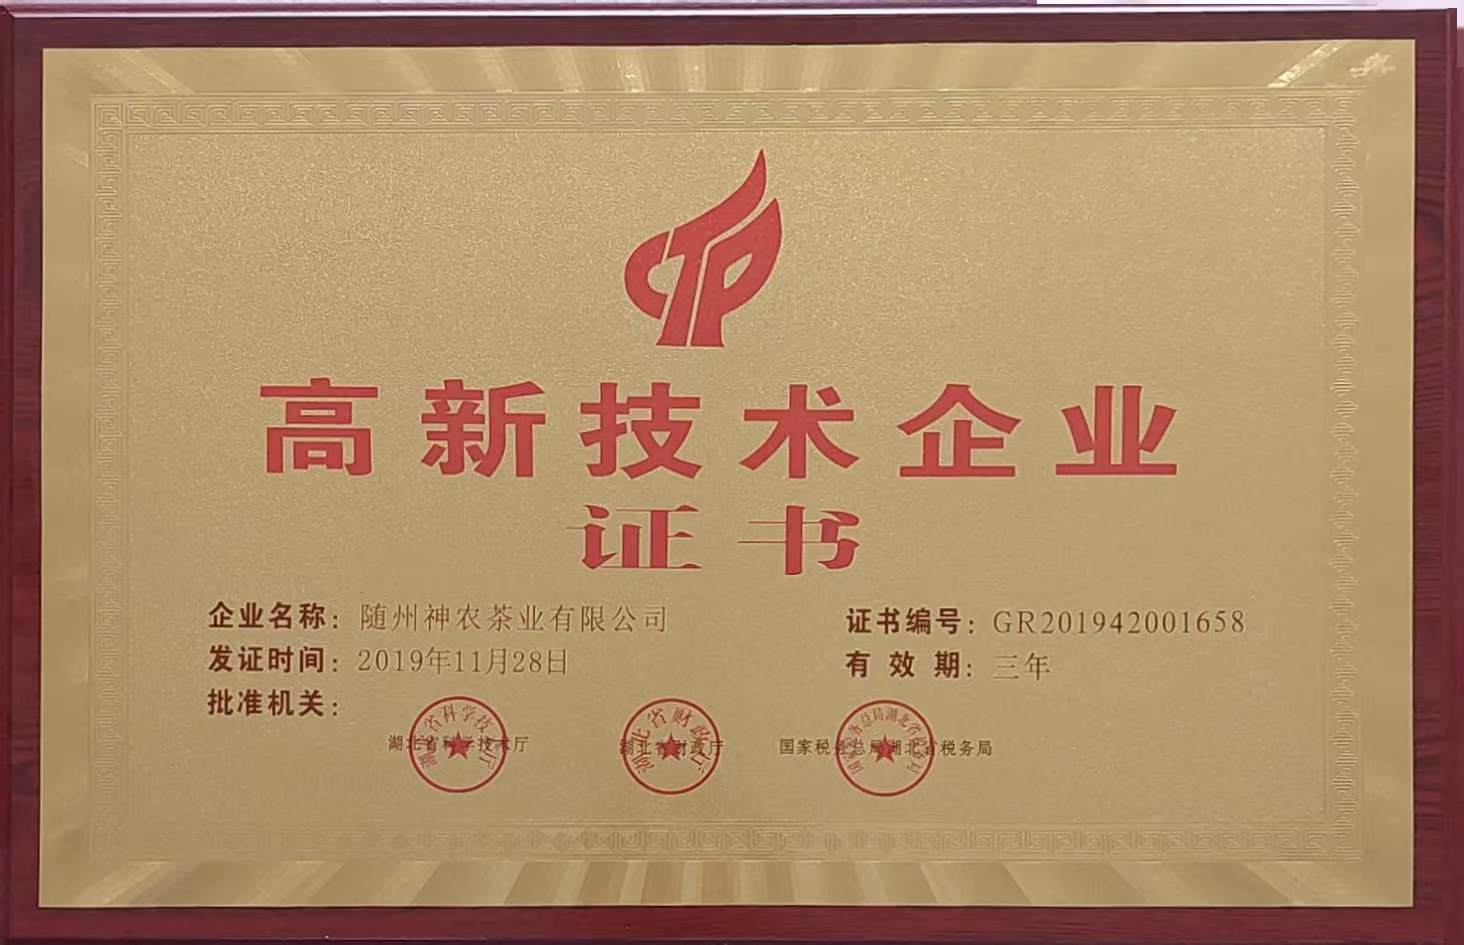 高新技术企业
证书
企业名称：随州神农茶业有限公司
证书编号：GR201942001658
发证时间：2019年11月28日
有效期：三年
批准机关：
湖北省科学技术厅
湖北省财政厅
国家税务总局湖北省税务局